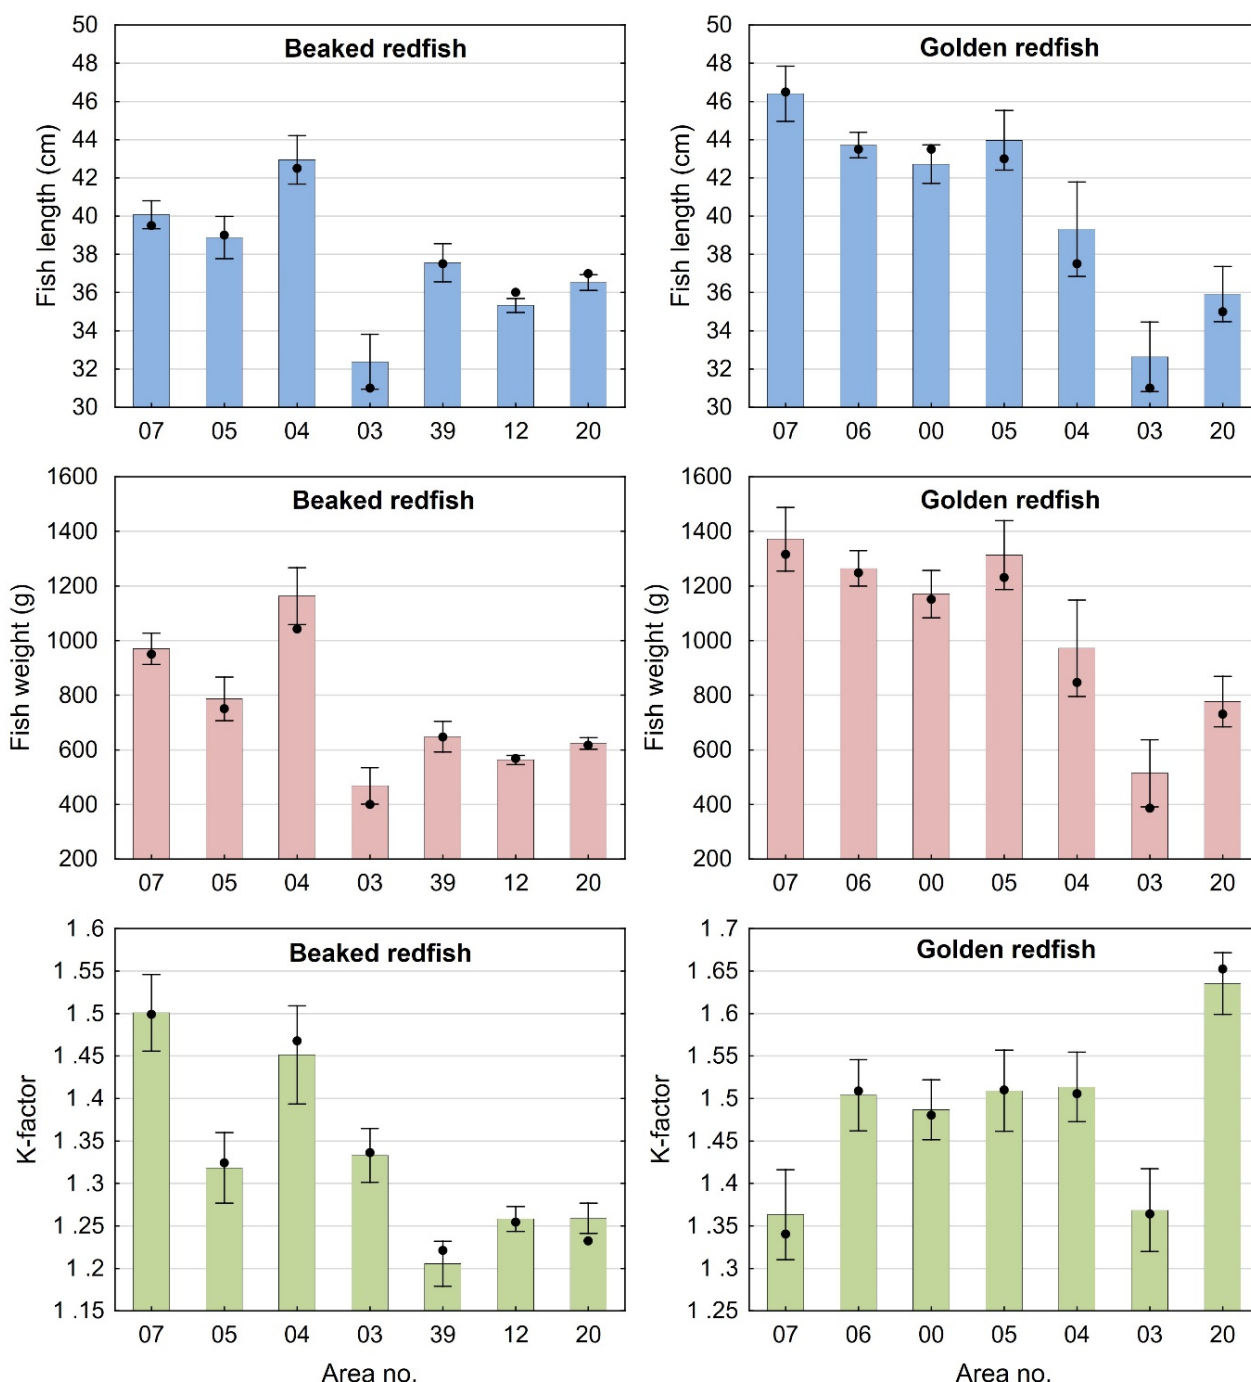 Beaked redfish
Fish length (cm)
50
48
46
44
42
40
38
36
34
32
30
07 05 04 03 39 12 20
Golden redfish
Fish length (cm)
50
48
46
44
42
40
38
36
34
32
30
07 06 00 05 04 03 20
Beaked redfish
Fish weight (g)
1600
1400
1200
1000
800
600
400
200
07 05 04 03 39 12 20
Golden redfish
Fish weight (g)
1600
1400
1200
1000
800
600
400
200
07 06 00 05 04 03 20
Beaked redfish
K-factor
1.6
1.55
1.5
1.45
1.4
1.35
1.3
1.25
1.2
1.15
07 05 04 03 39 12 20
Area no.
Golden redfish
K-factor
1.7
1.65
1.6
1.55
1.5
1.45
1.4
1.35
1.3
1.25
07 06 00 05 04 03 20
Area no.